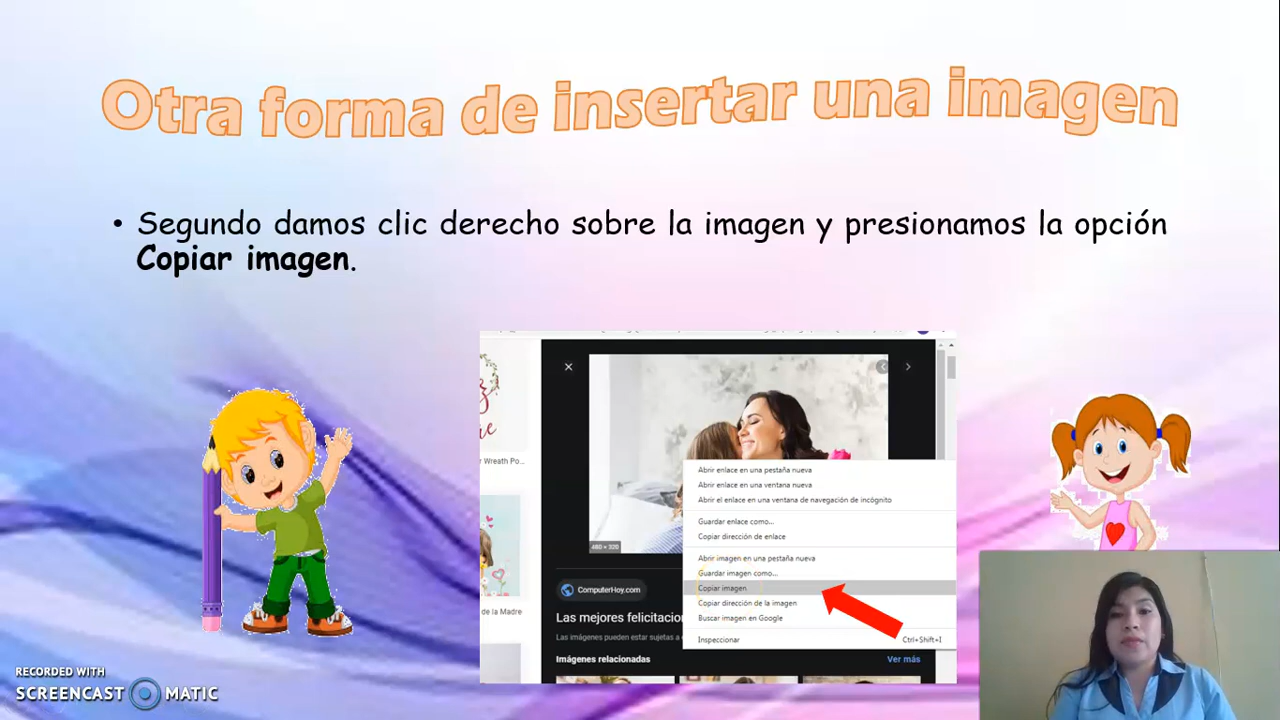 Otra forma de insertar una imagen
• Segundo damos clic derecho sobre la imagen y presionamos la opción
Copiar imagen.
Wreath Po...
de la Madre
480 × 320
ComputerHoy.com
Las mejores felicitacio
Las imágenes pueden estar sujetas a
Imágenes relacionadas
Ver más
Abrir enlace en una pestaña nueva
Abrir enlace en una ventana nueva
Abrir el enlace en una ventana de navegación de incógnito
Guardar enlace como...
Copiar dirección de enlace
Abrir imagen en una pestaña nueva
Guardar imagen como...
Copiar imagen
Copiar dirección de la imagen
Buscar imagen en Google
Inspeccionar Ctrl+Shift+I
RECORDED WITH
SCREENCAST MATIC